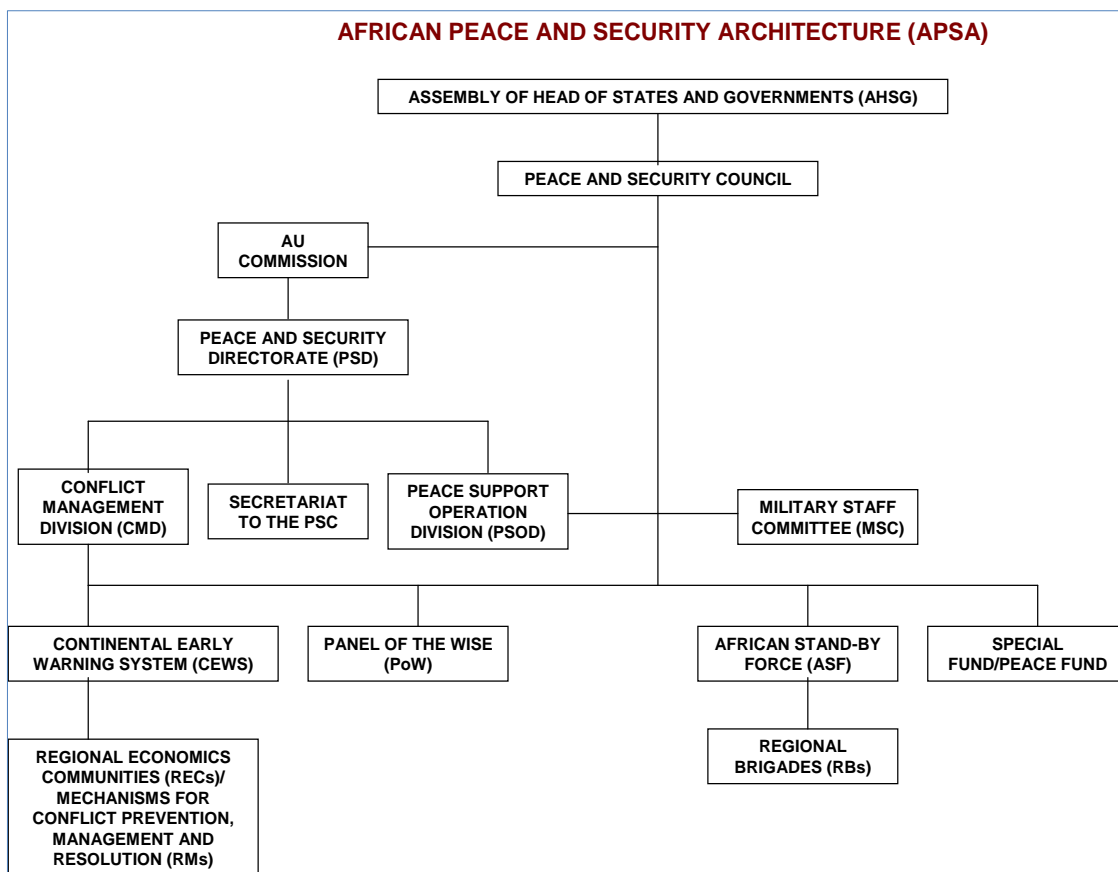 AFRICAN PEACE AND SECURITY ARCHITECTURE (APSA)
ASSEMBLY OF HEAD OF STATES AND GOVERNMENTS (AHSG)
PEACE AND SECURITY COUNCIL
AU
COMMISSION
PEACE AND SECURITY
DIRECTORATE (PSD)
CONFLICT
MANAGEMENT
DIVISION (CMD)
SECRETARIAT
TO THE PSC
PEACE SUPPORT
OPERATION
DIVISION (PSOD)
MILITARY STAFF
COMMITTEE (MSC)
CONTINENTAL EARLY
WARNING SYSTEM (CEWS)
PANEL OF THE WISE
(PoW)
AFRICAN STAND-BY
FORCE (ASF)
SPECIAL
FUND/PEACE FUND
REGIONAL ECONOMICS
COMMUNITIES (RECs)/
MECHANISMS FOR
CONFLICT PREVENTION,
MANAGEMENT AND
RESOLUTION (RMs)
REGIONAL
BRIGADES (RBs)